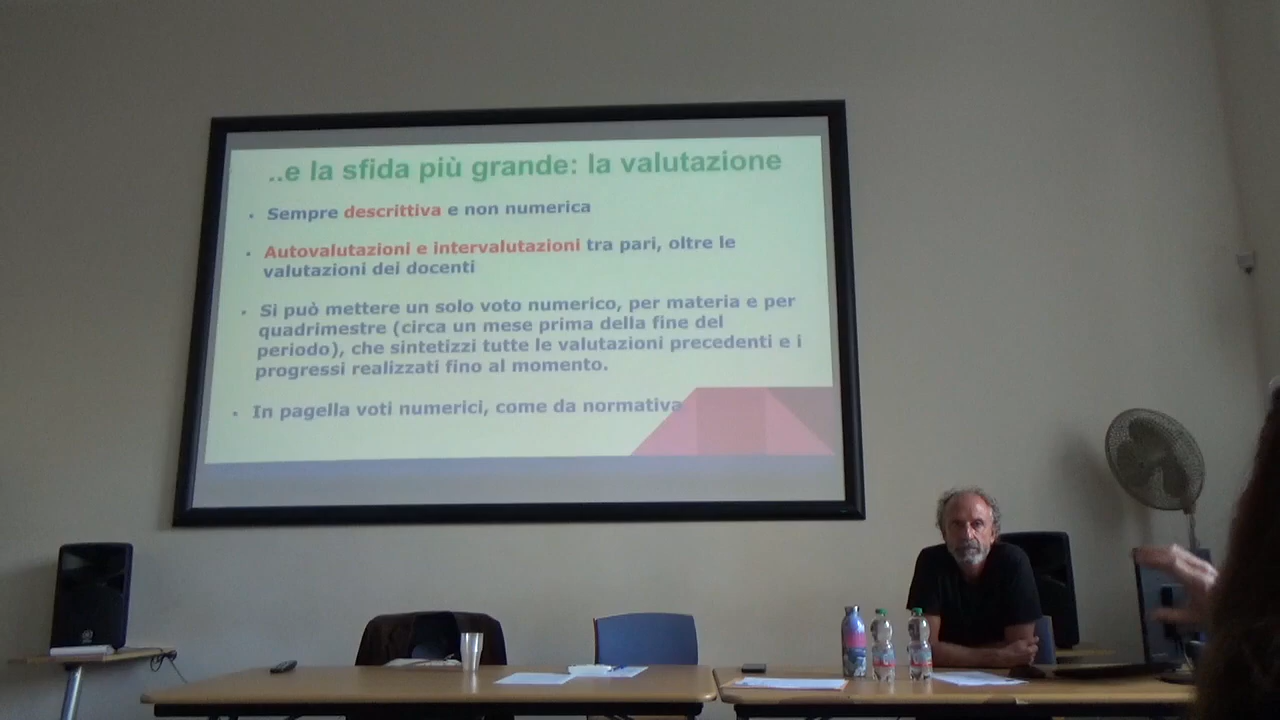 ..e la sfida più grande: la valutazione
• Sempre descrittiva e non numerica
• Autovalutazioni e intervalutazioni tra pari, oltre le
valutazioni dei docenti
• Si può mettere un solo voto numerico, per materia e per
quadrimestre (circa un mese prima della fine del
periodo), che sintetizzi tutte le valutazioni precedenti e i
progressi realizzati fino al momento.
• In pagella voti numerici, come da normativa